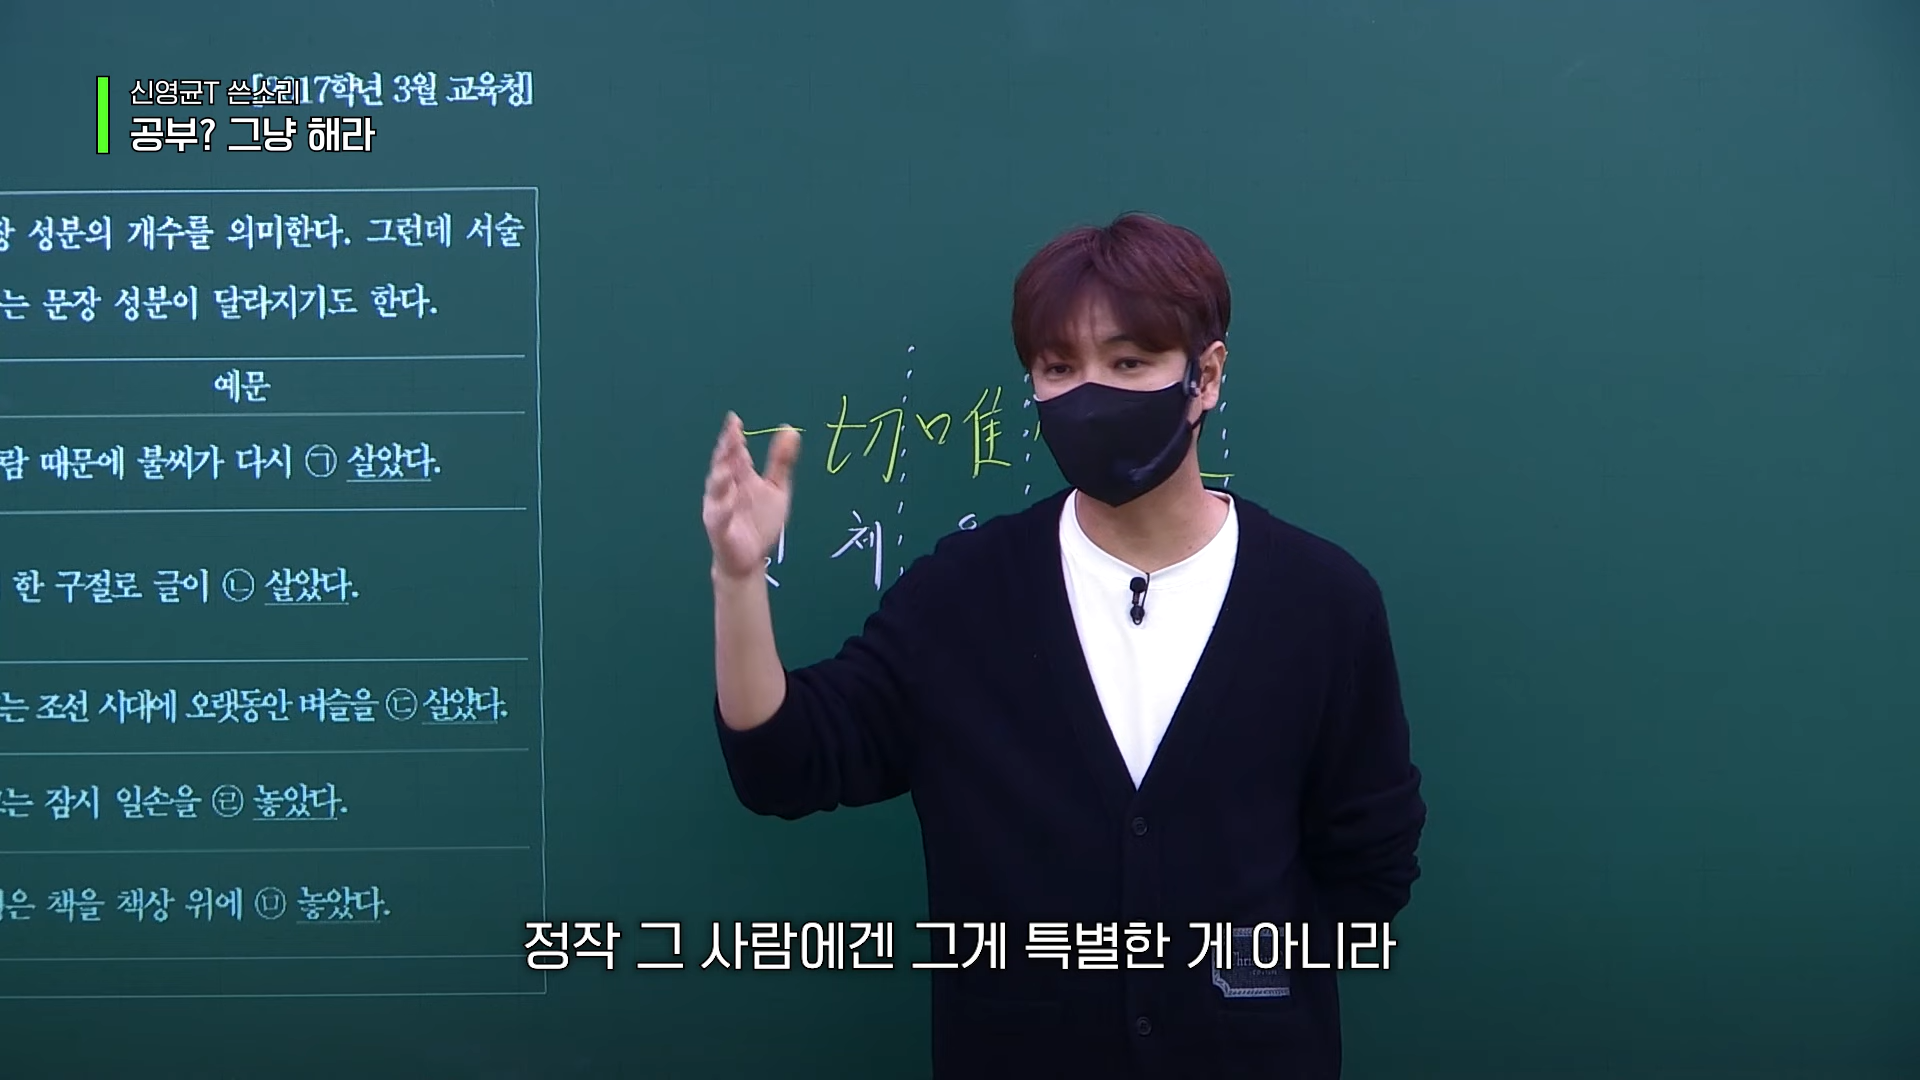 신영균T 쓴소리
[2017학년 3월 교육청]
공부? 그냥 해라
성분의 개수를 의미한다. 그런데 서술
는 문장 성분이 달라지기도 한다.
예문
때문에 불씨가 다시 ㉠ 살았다.
한 구절로 글이 ㉡ 살았다.
는 조선 시대에 오랫동안 벼슬을 ㉢ 살았다.
는 잠시 일손을 ㉣ 놓았다.
은 책을 책상 위에 ㉤ 놓았다.
一切唯
체
정작 그 사람에겐 그게 특별한 게 아니라